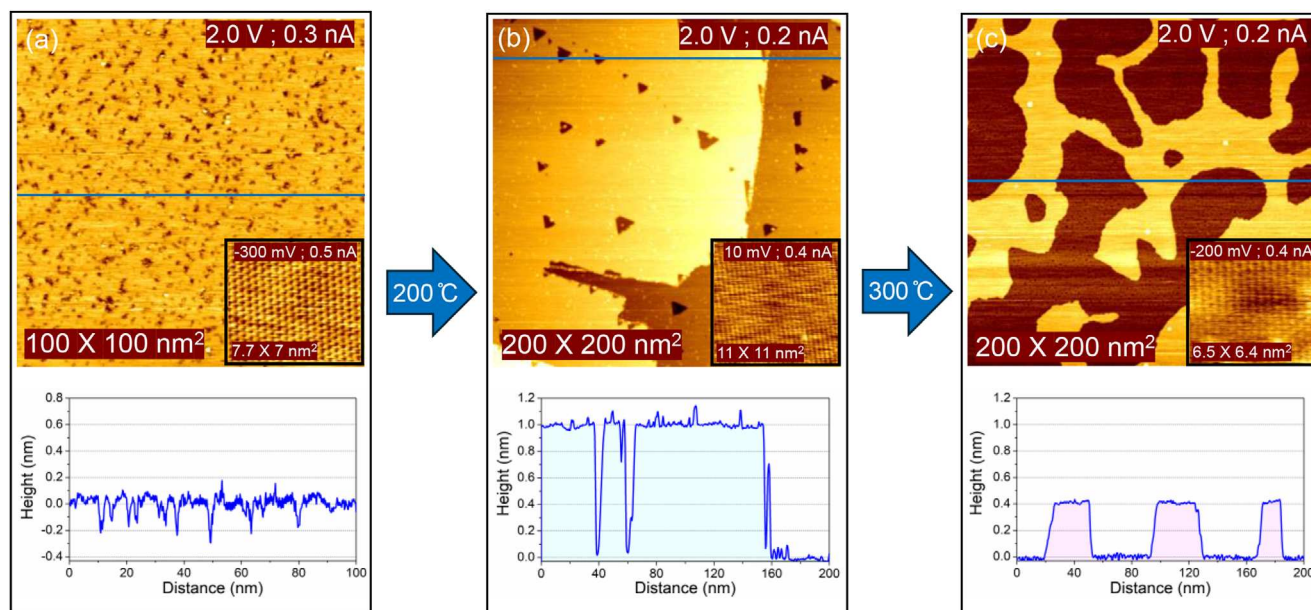 (a)
2.0 V ; 0.3 nA
-300 mV ; 0.5 nA
100 X 100 nm²
7.7 X 7 nm²
0.8
0.6
0.4
0.2
0.0
-0.2
-0.4
Height (nm)
0
20
40
60
80
100
Distance (nm)
200℃
(b)
2.0 V ; 0.2 nA
10 mV ; 0.4 nA
200 X 200 nm²
11 X 11 nm²
1.2
1.0
0.8
0.6
0.4
0.2
0.0
Height (nm)
0
40
80
120
160
200
Distance (nm)
300℃
(c)
2.0 V ; 0.2 nA
-200 mV ; 0.4 nA
200 X 200 nm²
6.5 X 6.4 nm²
1.2
1.0
0.8
0.6
0.4
0.2
0.0
Height (nm)
0
40
80
120
160
200
Distance (nm)